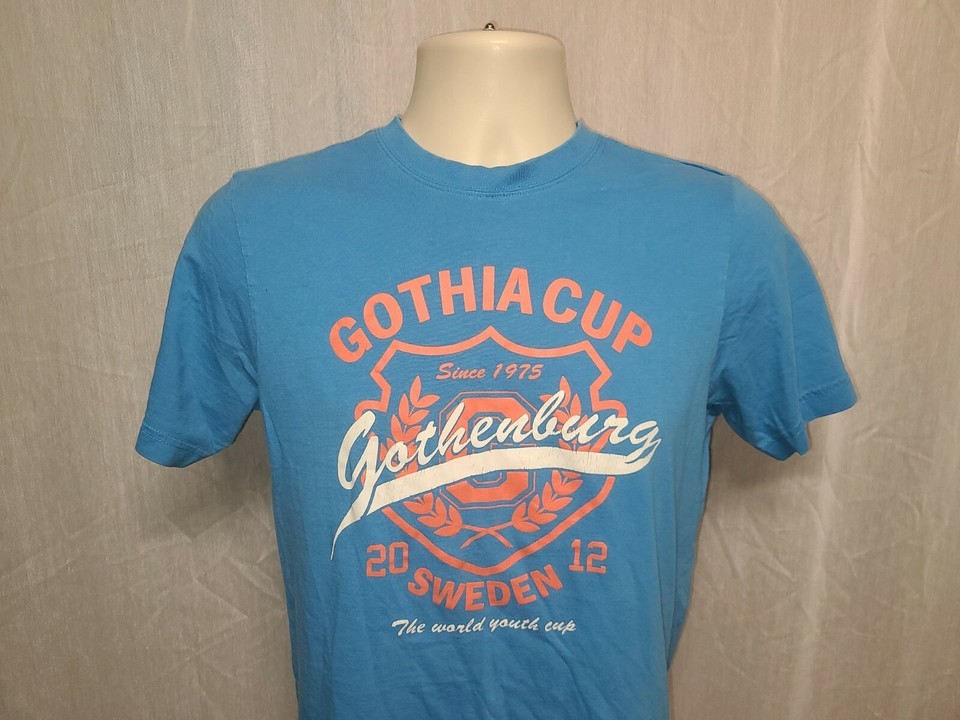 GOTHIA CUP
Since 1975
Gothenburg
G
20 12
SWEDEN
The world youth cup